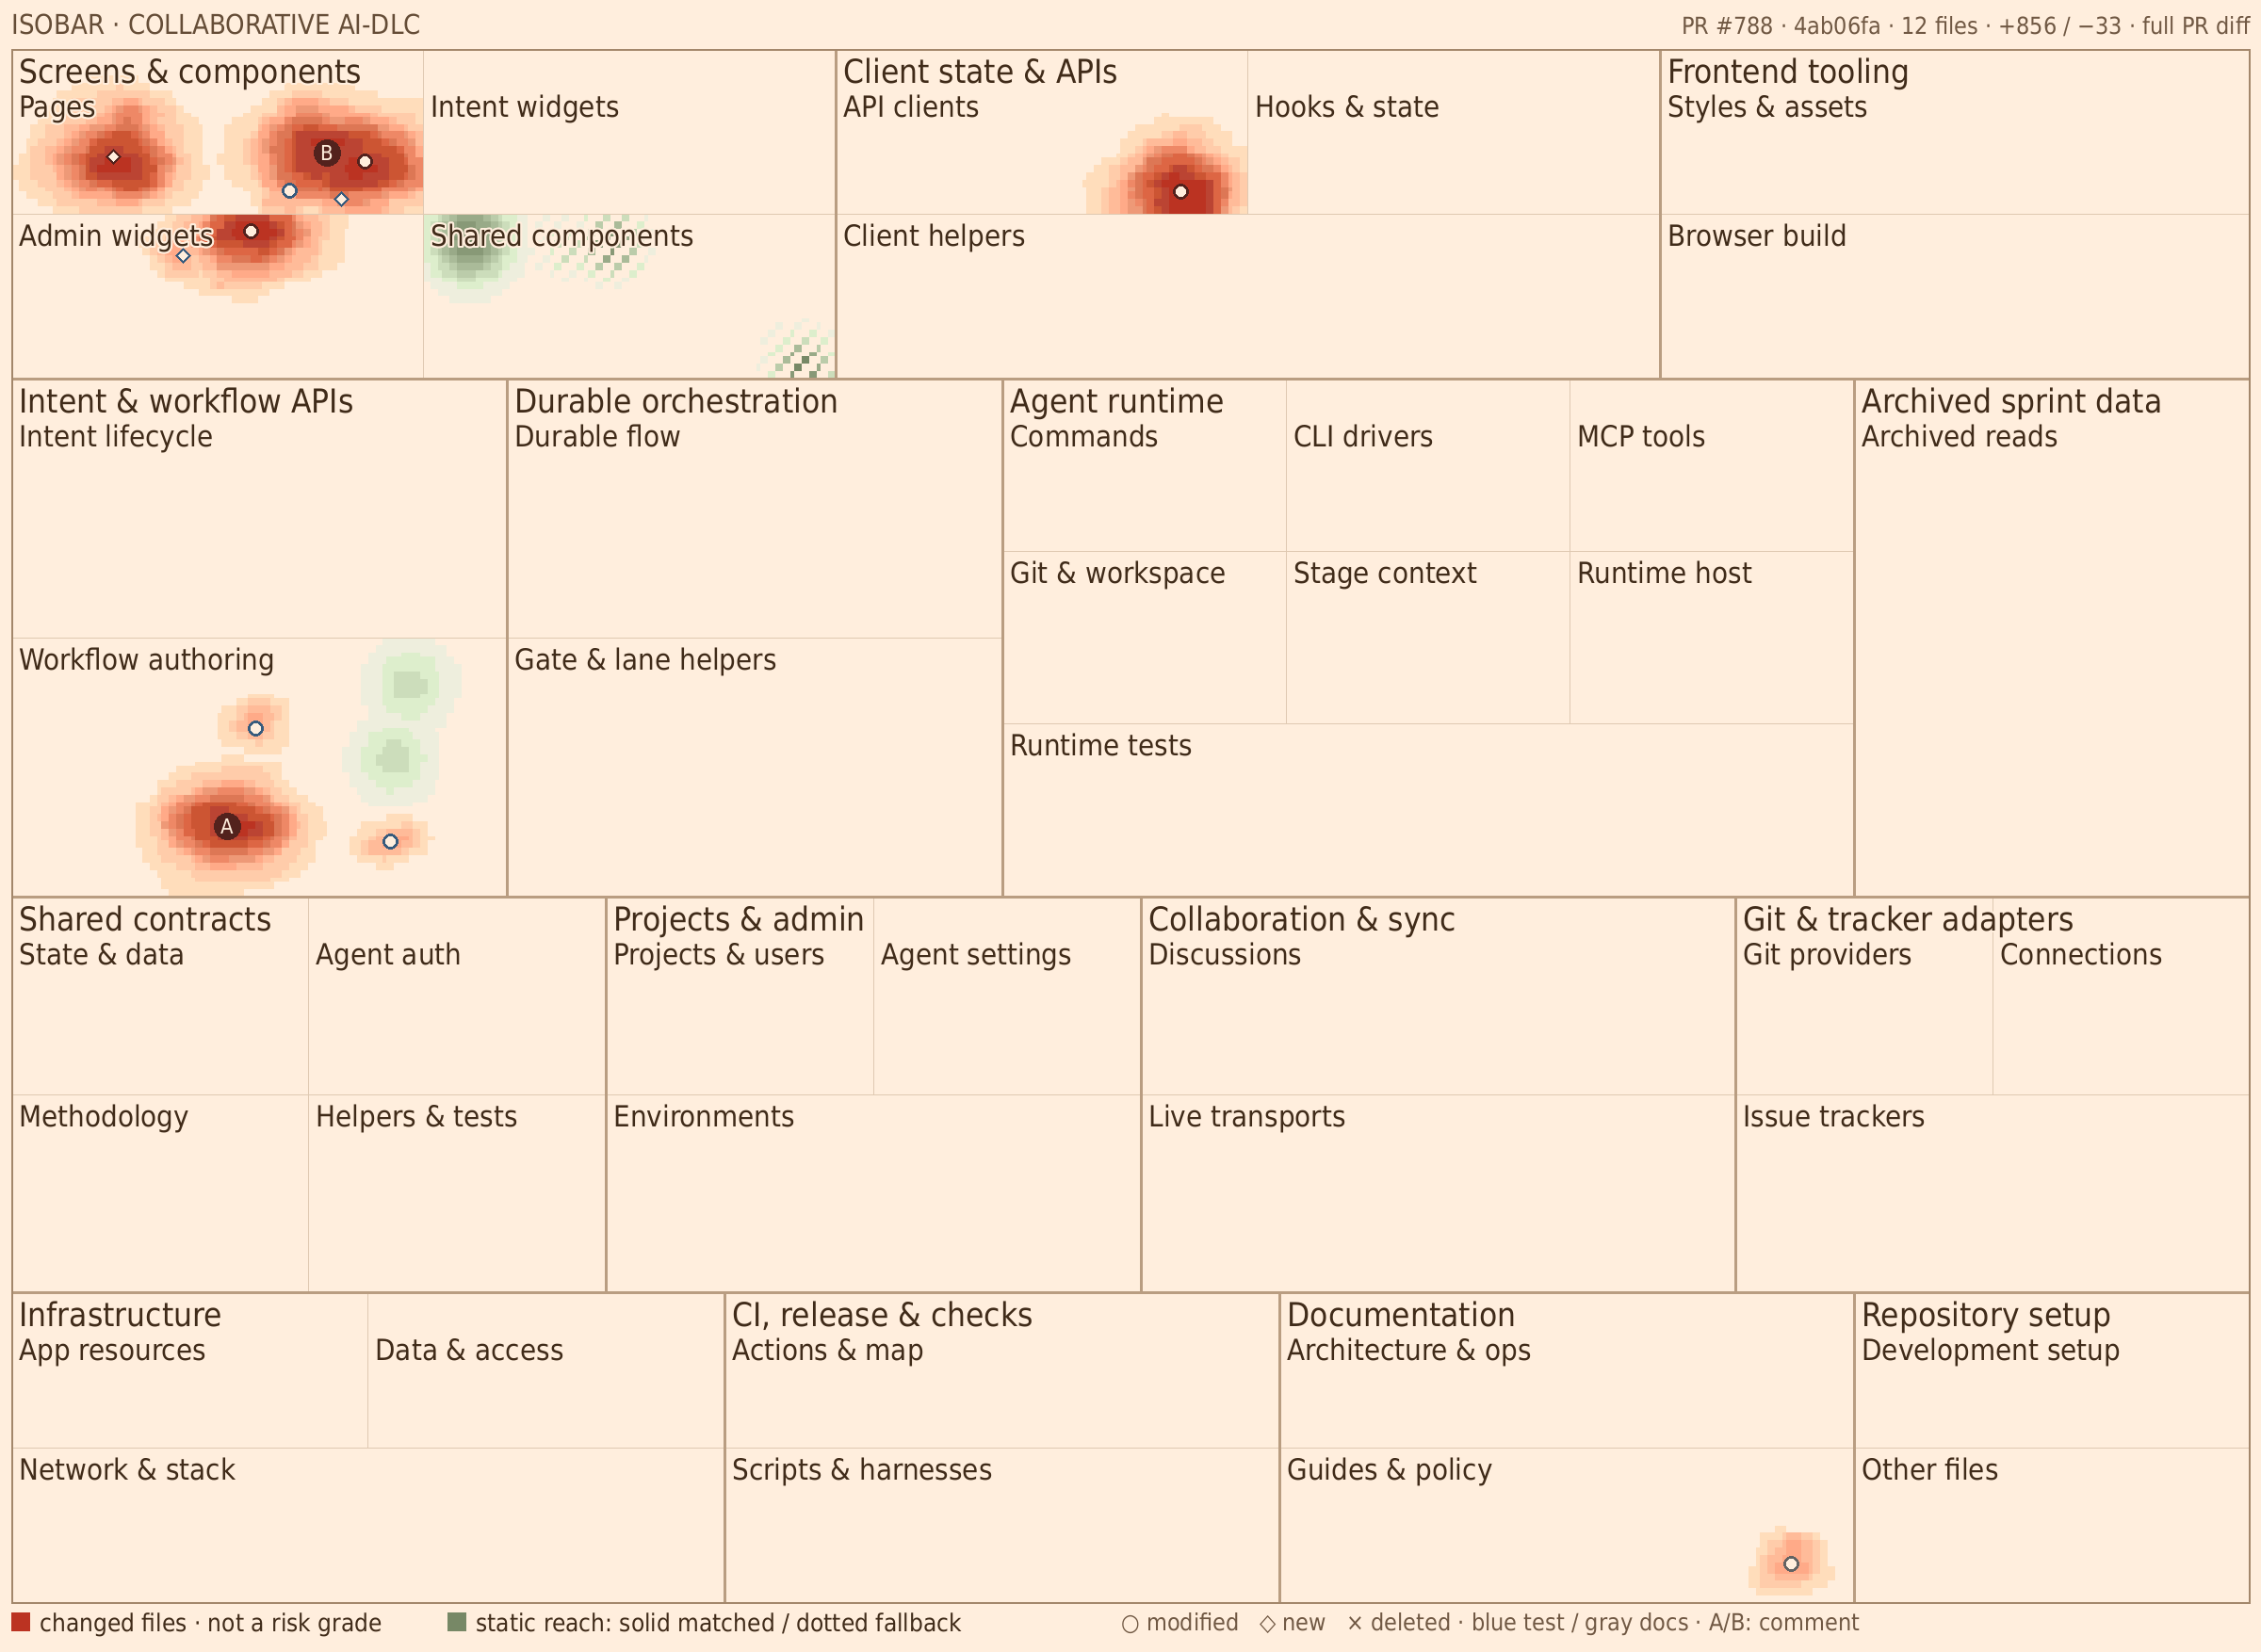 ISOBAR · COLLABORATIVE AI-DLC
PR #788 · 4ab06fa · 12 files · +856 / −33 · full PR diff
Screens & components
Pages
Intent widgets
Client state & APIs
API clients
Hooks & state
Frontend tooling
Styles & assets
B
Admin widgets
Shared components
Client helpers
Browser build
Intent & workflow APIs
Intent lifecycle
Durable orchestration
Durable flow
Agent runtime
Commands
CLI drivers
MCP tools
Archived sprint data
Archived reads
Git & workspace
Stage context
Runtime host
Workflow authoring
Gate & lane helpers
Runtime tests
A
Shared contracts
State & data
Agent auth
Projects & admin
Projects & users
Agent settings
Collaboration & sync
Discussions
Git & tracker adapters
Git providers
Connections
Methodology
Helpers & tests
Environments
Live transports
Issue trackers
Infrastructure
App resources
Data & access
CI, release & checks
Actions & map
Documentation
Architecture & ops
Repository setup
Development setup
Network & stack
Scripts & harnesses
Guides & policy
Other files
changed files · not a risk grade
static reach: solid matched / dotted fallback
○ modified ◇ new × deleted · blue test / gray docs · A/B: comment